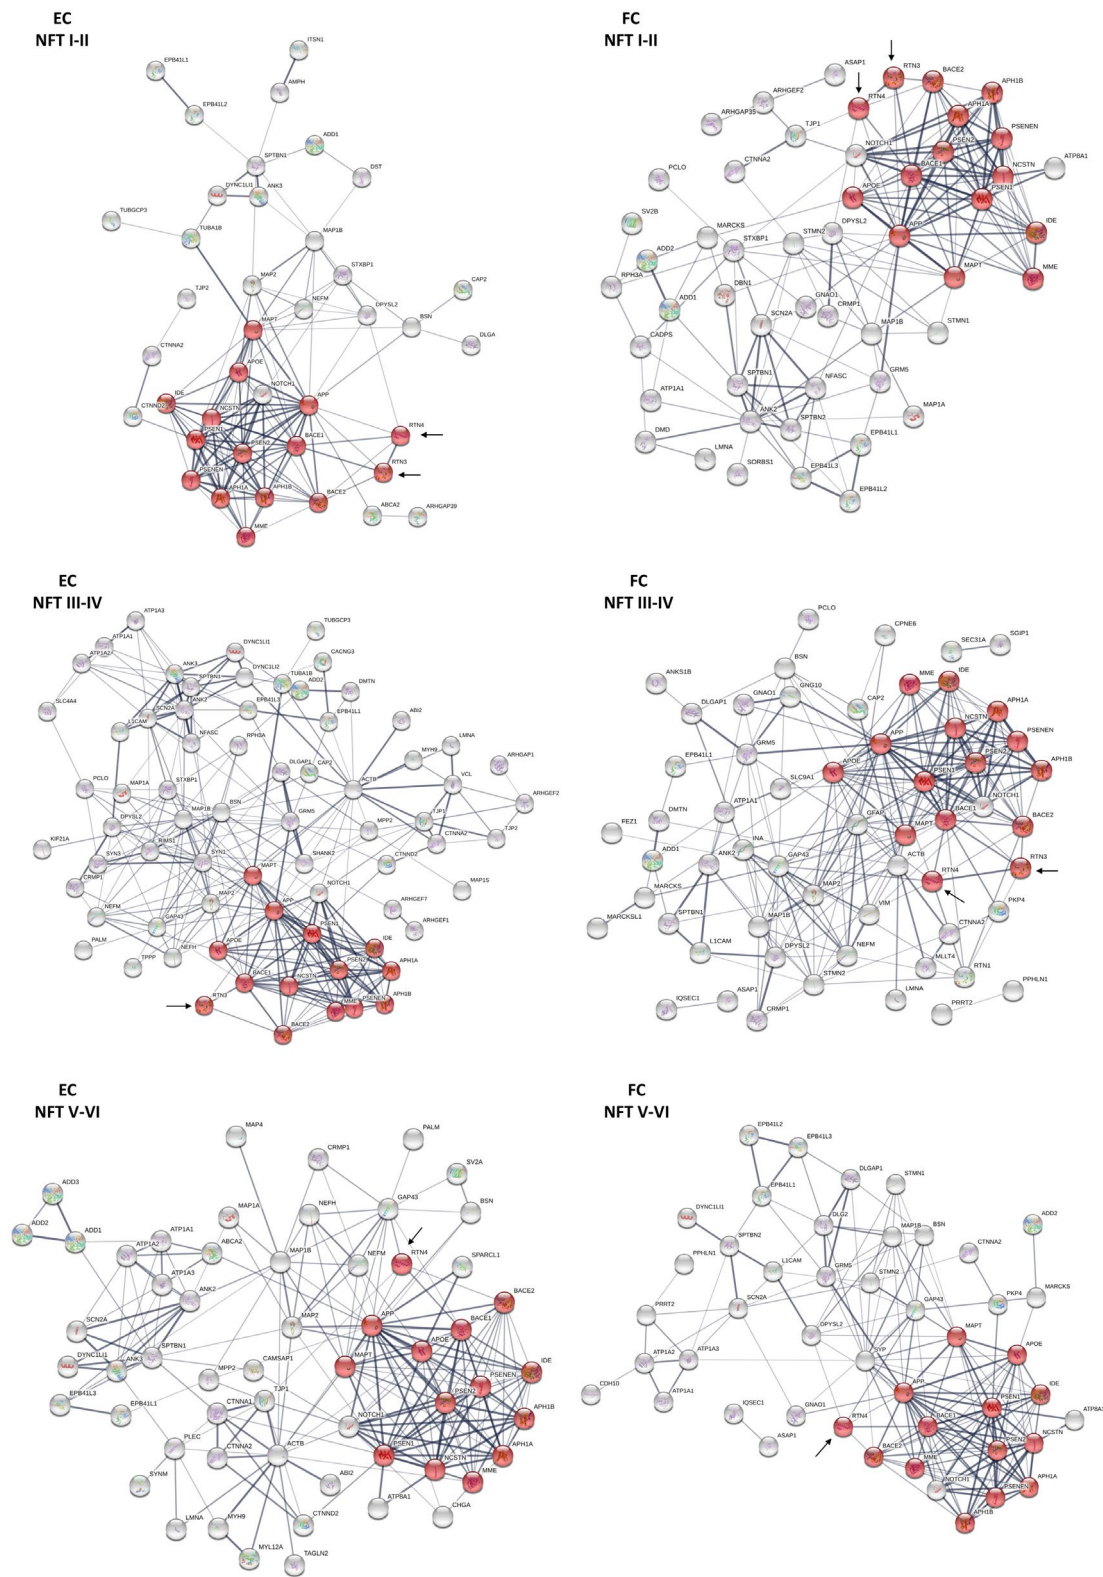 EC
NFT I-II
ITSN1
EPB41L1
AMPH
EPB41L2
ADD1
SPTBN1
DST
DYNC1LI1
ANK3
TUBGCP3
TUBA1B
MAP1B
STXBP1
MAP2
CAP2
TJP2
NEFM
DPYSL2
BSN
MAPT
DLGA
CTNNA2
APOE
NOTCH1
IDE
APP
NCSTN
CTNND2
PSEN1
BACE1
RTN4
PSEN2
RTN3
PSENEN
APH1A
APH1B
BACE2
ABCA2
ARHGAP39
MME
FC
NFT I-II
ASAP1
RTN3
BACE2
APH1B
ARHGEF2
RTN4
APH1A
ARHGAP35
TJP1
PSENEN
NOTCH1
PSEN2
CTNNA2
BACE1
NCSTN
ATP8A1
PCLO
APOE
PSEN1
SV2B
MARCKS
DPYSL2
APP
IDE
STXBP1
STMN2
ADD2
MAPT
MME
RPH3A
DBN1
GNAO1
ADD1
CRMP1
SCN2A
MAP1B
STMN1
CADPS
SPTBN1
NFASC
GRM5
ATP1A1
MAP1A
ANK2
SPTBN2
DMD
EPB41L1
LMNA
SORBS1
EPB41L3
EPB41L2
EC
NFT III-IV
ATP1A3
TUBGCP3
ATP1A1
DYNC1LI1
ATP1A2
CACNG3
ANK3
DYNC1LI2
SPTBN1
TUBA1B
ADD2
DMTN
SLC4A4
ANK2
SCN2A
EPB41L3
L1CAM
EPB41L1
ABI2
NFASC
RPH3A
LMNA
MYH9
ARHGAP1
DLGAP1
CAP2
PCLO
MAP1A
STXBP1
ACTB
VCL
ARHGEF2
MAP1B
BSN
DPYSL2
GRM5
TJP1
MPP2
TJP2
KIF21A
RIMS1
CTNNA2
SYN3
SYN1
SHANK2
CTNND2
CRMP1
MAPT
MAP1S
NOTCH1
NEFM
MAP2
APP
ARHGEF7
GAP43
PSEN1
ARHGEF1
PALM
APOE
IDE
TPPP
NEFH
PSEN2
APH1A
BACE1
NCSTN
RTN3
MME
PSENEN
APH1B
BACE2
FC
NFT III-IV
PCLO
CPNE6
SGIP1
SEC31A
BSN
ANKS1B
MME
IDE
GNG10
GNAO1
CAP2
APH1A
DLGAP1
NCSTN
APP
PSENEN
GRM5
PSEN2
EPB41L1
APOE
APH1B
SLC9A1
PSEN1
NOTCH1
DMTN
ATP1A1
BACE1
BACE2
FEZ1
GFAP
MAPT
INA
ADD1
ANK2
ACTB
RTN3
GAP43
RTN4
MARCKS
MAP2
PKP4
MARCKSL1
SPTBN1
VIM
MAP1B
CTNNA2
L1CAM
DPYSL2
NEFM
MLLT4
RTN1
STMN2
PPHLN1
IQSEC1
ASAP1
LMNA
PRRT2
CRMP1
EC
NFT V-VI
MAP4
PALM
CRMP1
SV2A
ADD3
NEFH
GAP43
MAP1A
BSN
ADD2
ADD1
ATP1A1
ABCA2
ATP1A2
MAP1B
RTN4
NEFM
SPARCL1
ATP1A3
ANK2
BACE2
SCN2A
MAP2
APP
BACE1
SPTBN1
APOE
DYNC1LI1
ANK3
CAMSAP1
MAPT
IDE
MPP2
PSENEN
EPB41L3
TJP1
PSEN2
EPB41L1
CTNNA1
NOTCH1
APH1B
PLEC
CTNNA2
ACTB
PSEN1
APH1A
NCSTN
SYNM
ABI2
MME
ATP8A1
LMNA
MYH9
CTNND2
CHGA
MYL12A
TAGLN2
FC
NFT V-VI
EPB41L2
EPB41L3
DLGAP1
STMN1
EPB41L1
DYNC1LI1
DLG2
ADD2
MAP1B
BSN
SPTBN2
CTNNA2
PPHLN1
L1CAM
GRM5
STMN2
MARCKS
SCN2A
GAP43
PKP4
PRRT2
DPYSL2
MAPT
SYP
APOE
ATP1A2
ATP1A3
CDH10
APP
IDE
ATP1A1
PSEN1
IQSEC1
GNAO1
ATP8A
RTN4
BACE1
NCSTN
ASAP1
PSEN2
BACE2
MME
NOTCH1
APH1A
PSENEN
APH1B